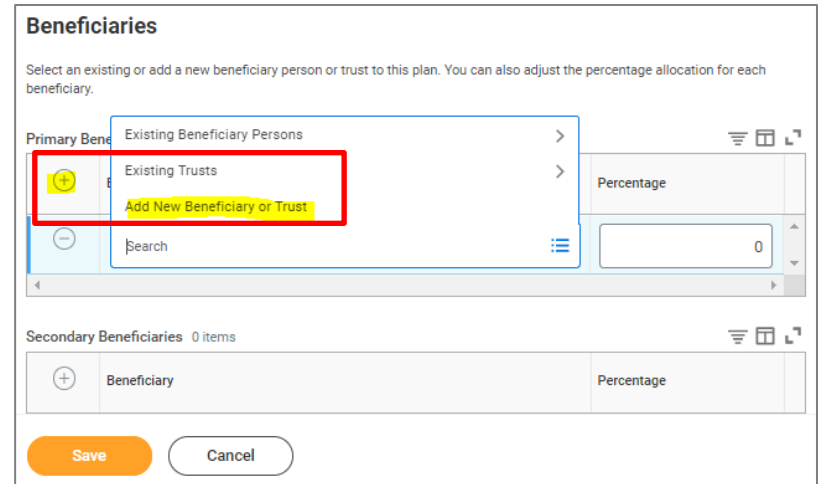 Beneficiaries
Select an existing or add a new beneficiary person or trust to this plan. You can also adjust the percentage allocation for each
beneficiary.
Primary Bene
Existing Beneficiary Persons
Existing Trusts
Percentage
Add New Beneficiary or Trust
Search
0
Secondary Beneficiaries 0 items
Beneficiary
Percentage
Save
Cancel